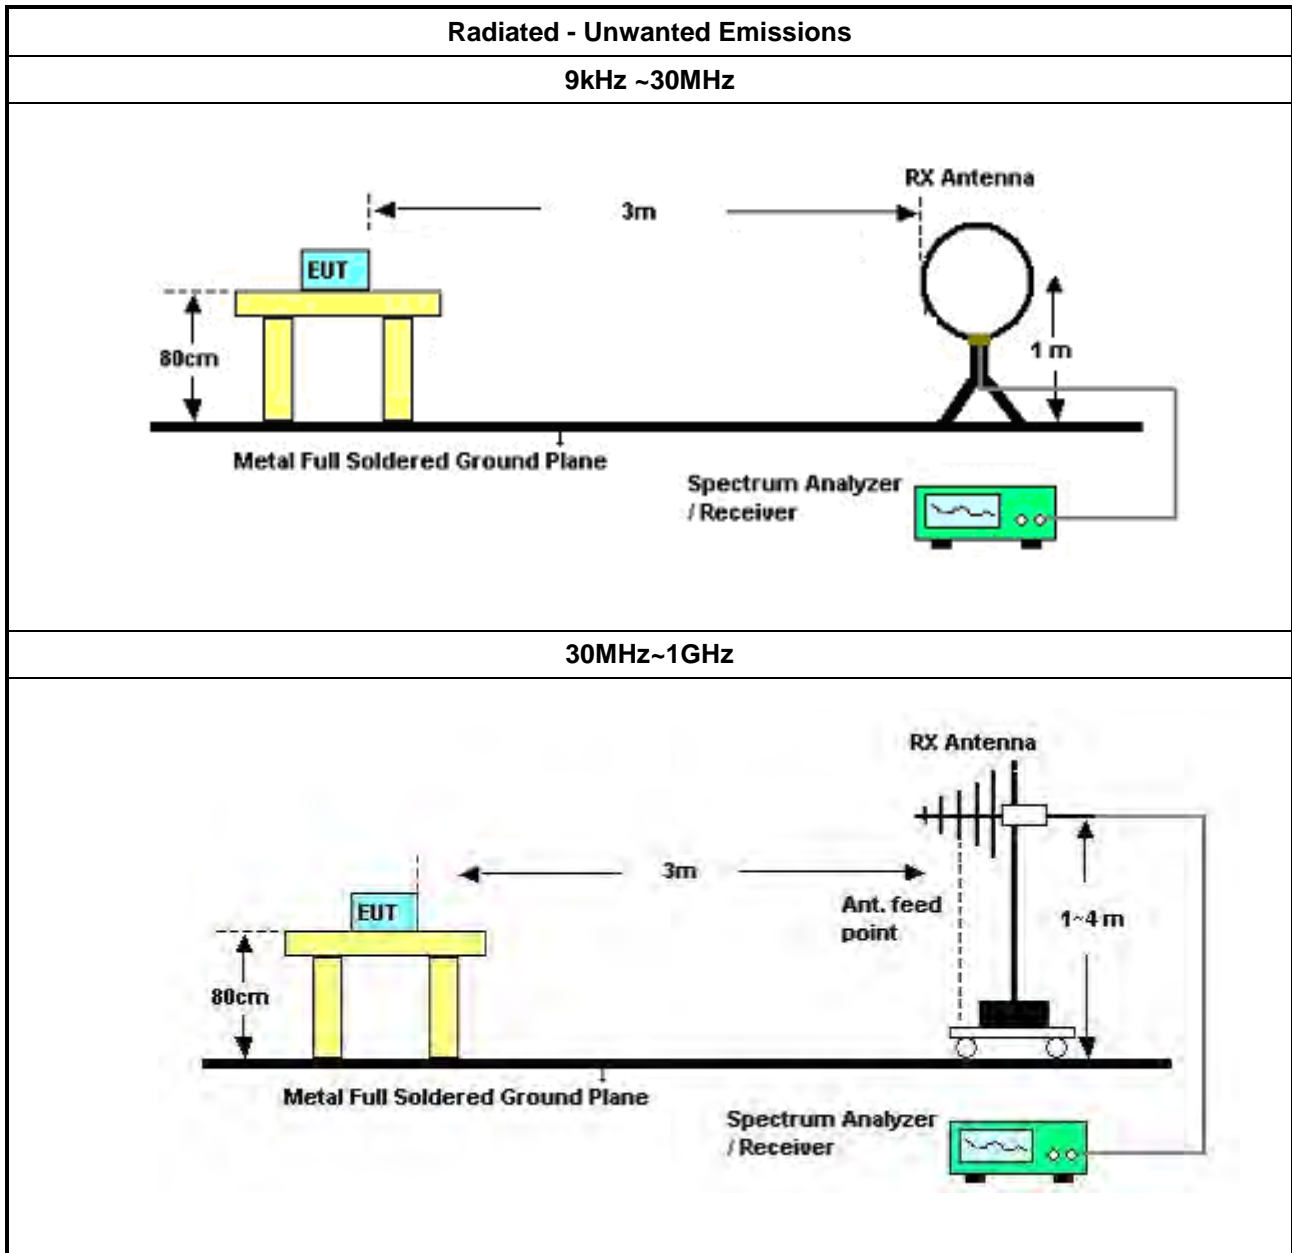 Radiated - Unwanted Emissions
9kHz ~30MHz
RX Antenna
3m
EUT
80cm
1 m
Metal Full Soldered Ground Plane
Spectrum Analyzer
/ Receiver
30MHz~1GHz
RX Antenna
3m
EUT
Ant. feed
point
1~4 m
80cm
Metal Full Soldered Ground Plane
Spectrum Analyzer
/ Receiver